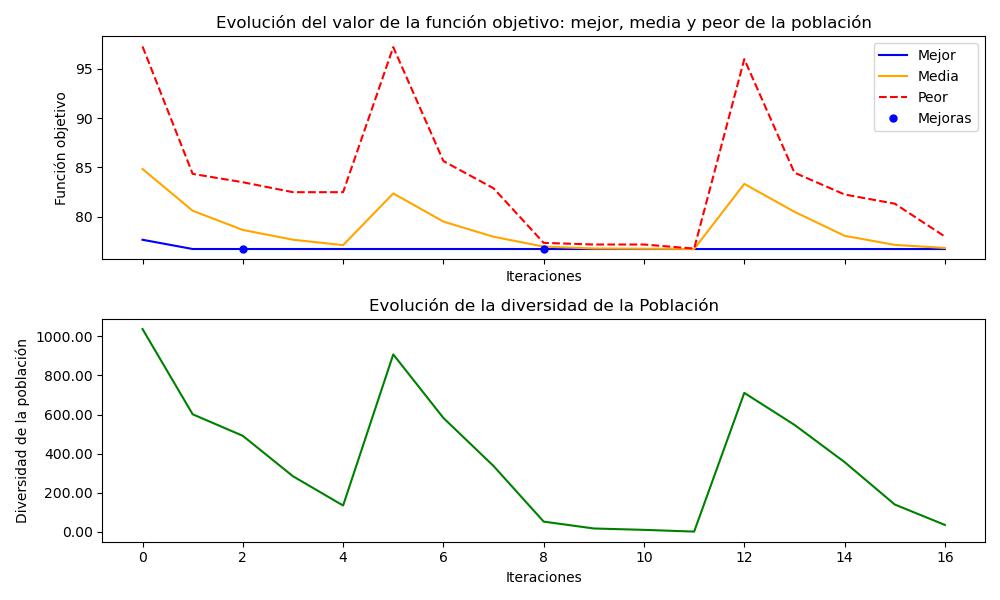 Evolución del valor de la función objetivo: mejor, media y peor de la población
Función objetivo
95
90
85
80
Mejor
Media
Peor
Mejoras
Iteraciones
Evolución de la diversidad de la Población
Diversidad de la población
1000.00
800.00
600.00
400.00
200.00
0.00
0 2 4 6 8 10 12 14 16
Iteraciones